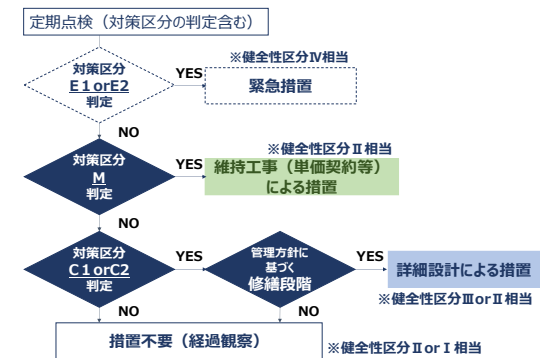 定期点検（対策区分の判定含む）
対策区分
E1orE2
判定
YES
※健全性区分Ⅳ相当
緊急措置
NO
対策区分
M
判定
YES
※健全性区分Ⅱ相当
維持工事（単価契約等）
による措置
NO
対策区分
C1orC2
判定
YES
管理方針に
基づく
修繕段階
YES
詳細設計による措置
※健全性区分ⅢorⅡ相当
NO
NO
措置不要（経過観察）
※健全性区分ⅡorⅠ相当